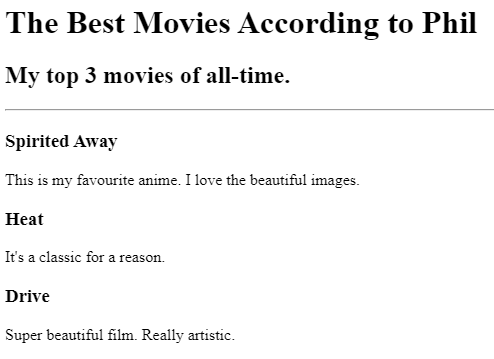 The Best Movies According to Phil
My top 3 movies of all-time.
Spirited Away
This is my favourite anime. I love the beautiful images.
Heat
It's a classic for a reason.
Drive
Super beautiful film. Really artistic.